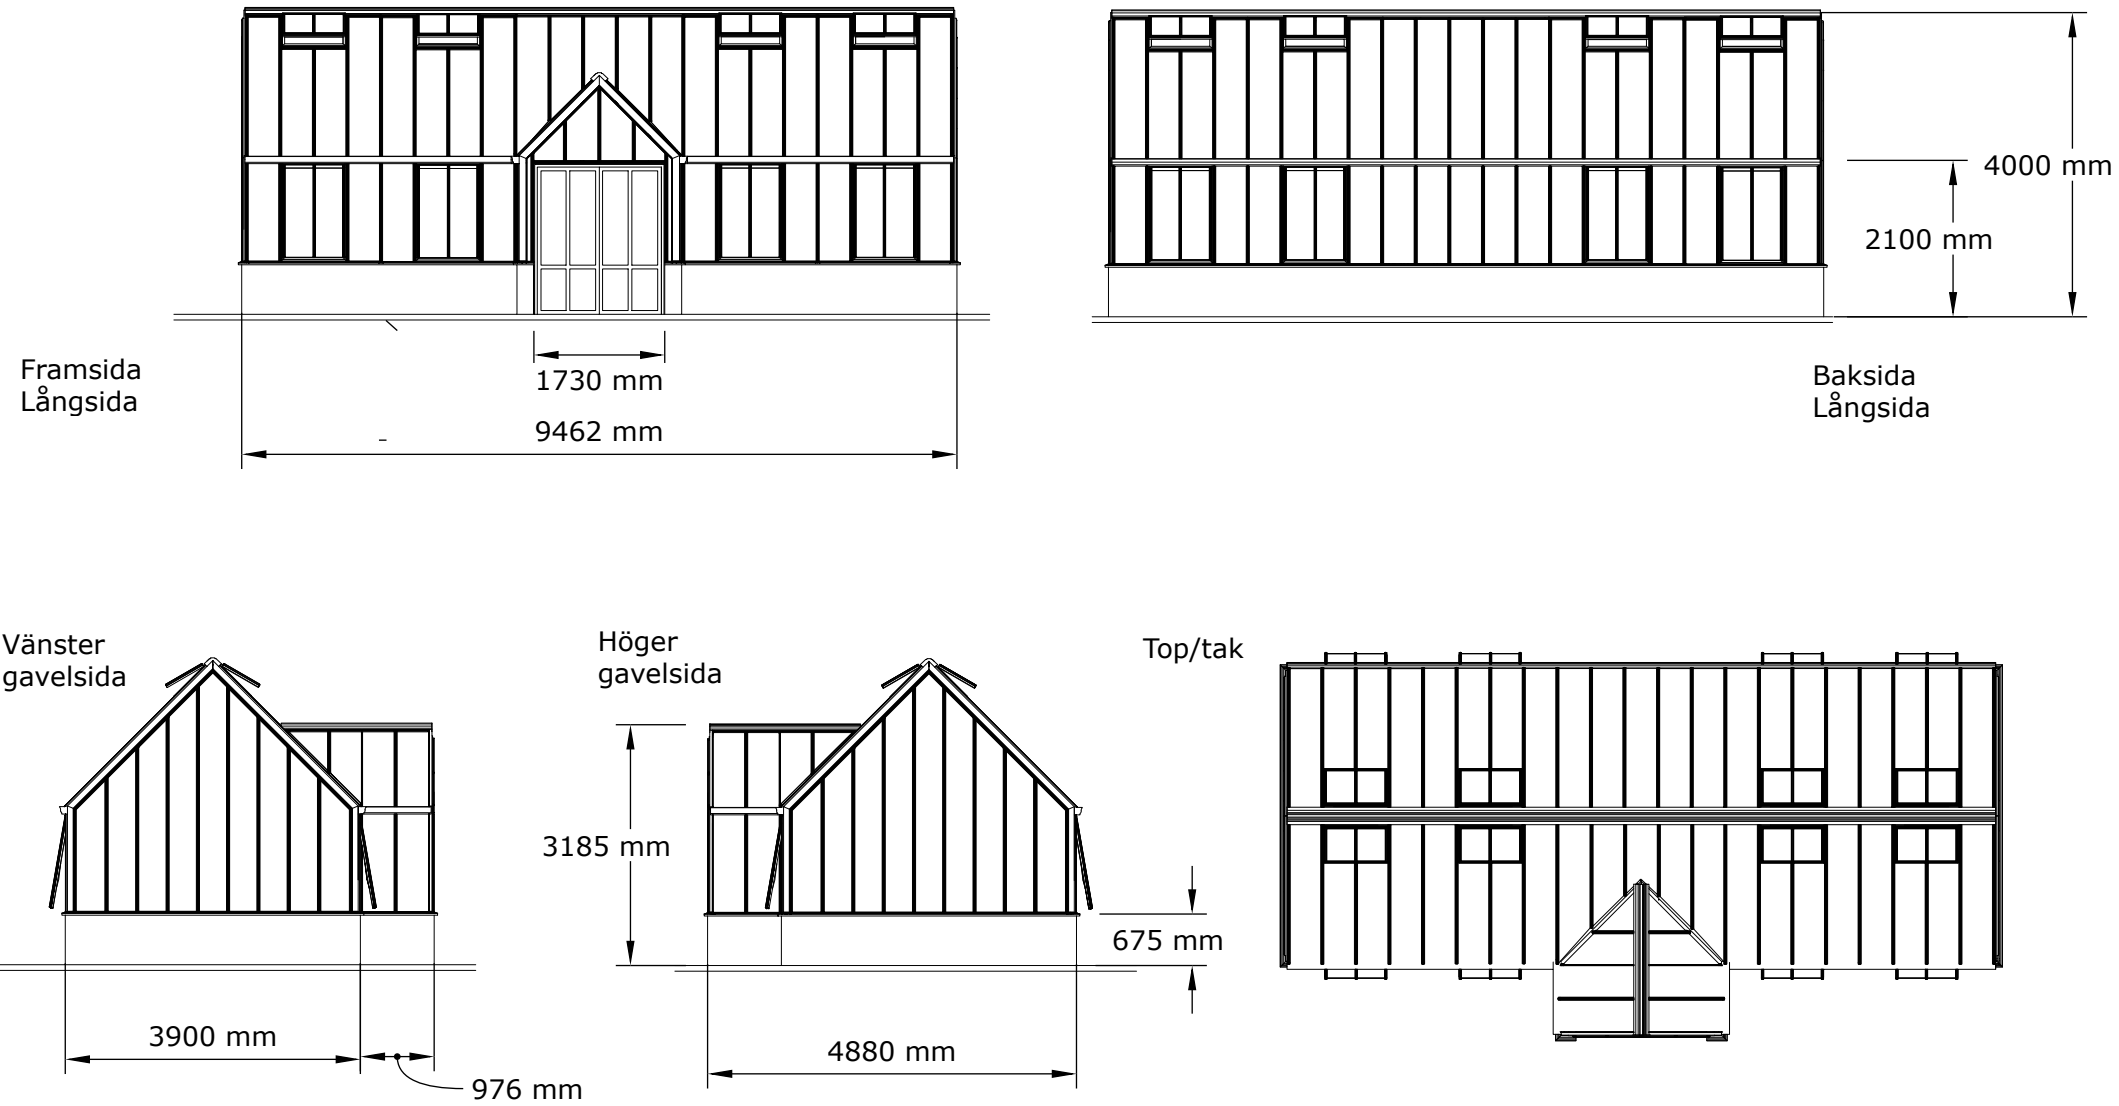 4000 mm
2100 mm
Framsida
Långsida
1730 mm
9462 mm
Baksida
Långsida
Vänster
gavelsida
Höger
gavelsida
Top/tak
3185 mm
675 mm
3900 mm
976 mm
4880 mm